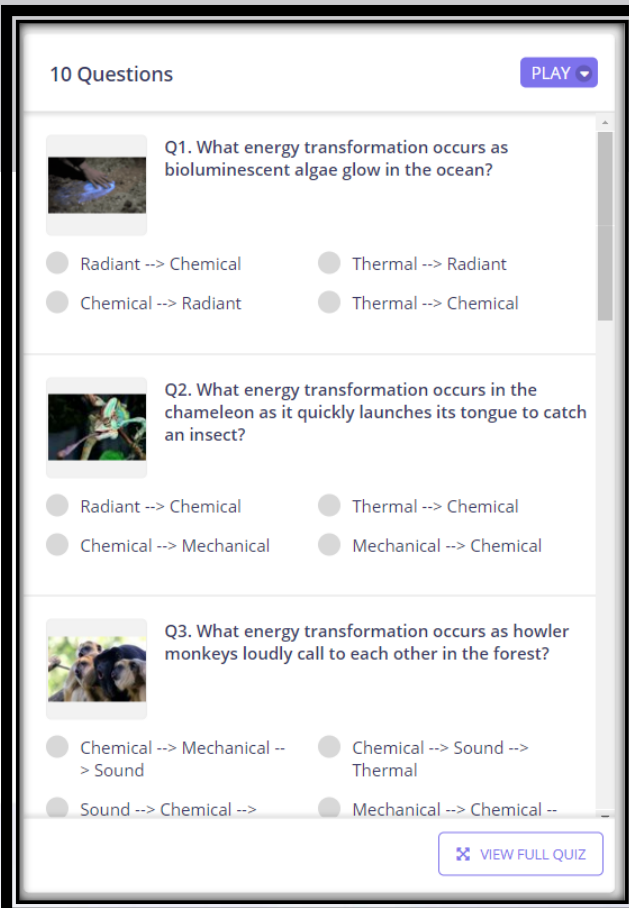 10 Questions
PLAY
Q1. What energy transformation occurs as
bioluminescent algae glow in the ocean?
Radiant --> Chemical
Thermal --> Radiant
Chemical --> Radiant
Thermal --> Chemical
Q2. What energy transformation occurs in the
chameleon as it quickly launches its tongue to catch
an insect?
Radiant --> Chemical
Thermal --> Chemical
Chemical --> Mechanical
Mechanical --> Chemical
Q3. What energy transformation occurs as howler
monkeys loudly call to each other in the forest?
Chemical --> Mechanical --
> Sound
Chemical --> Sound -->
Thermal
Sound --> Chemical -->
Mechanical --> Chemical --
VIEW FULL QUIZ